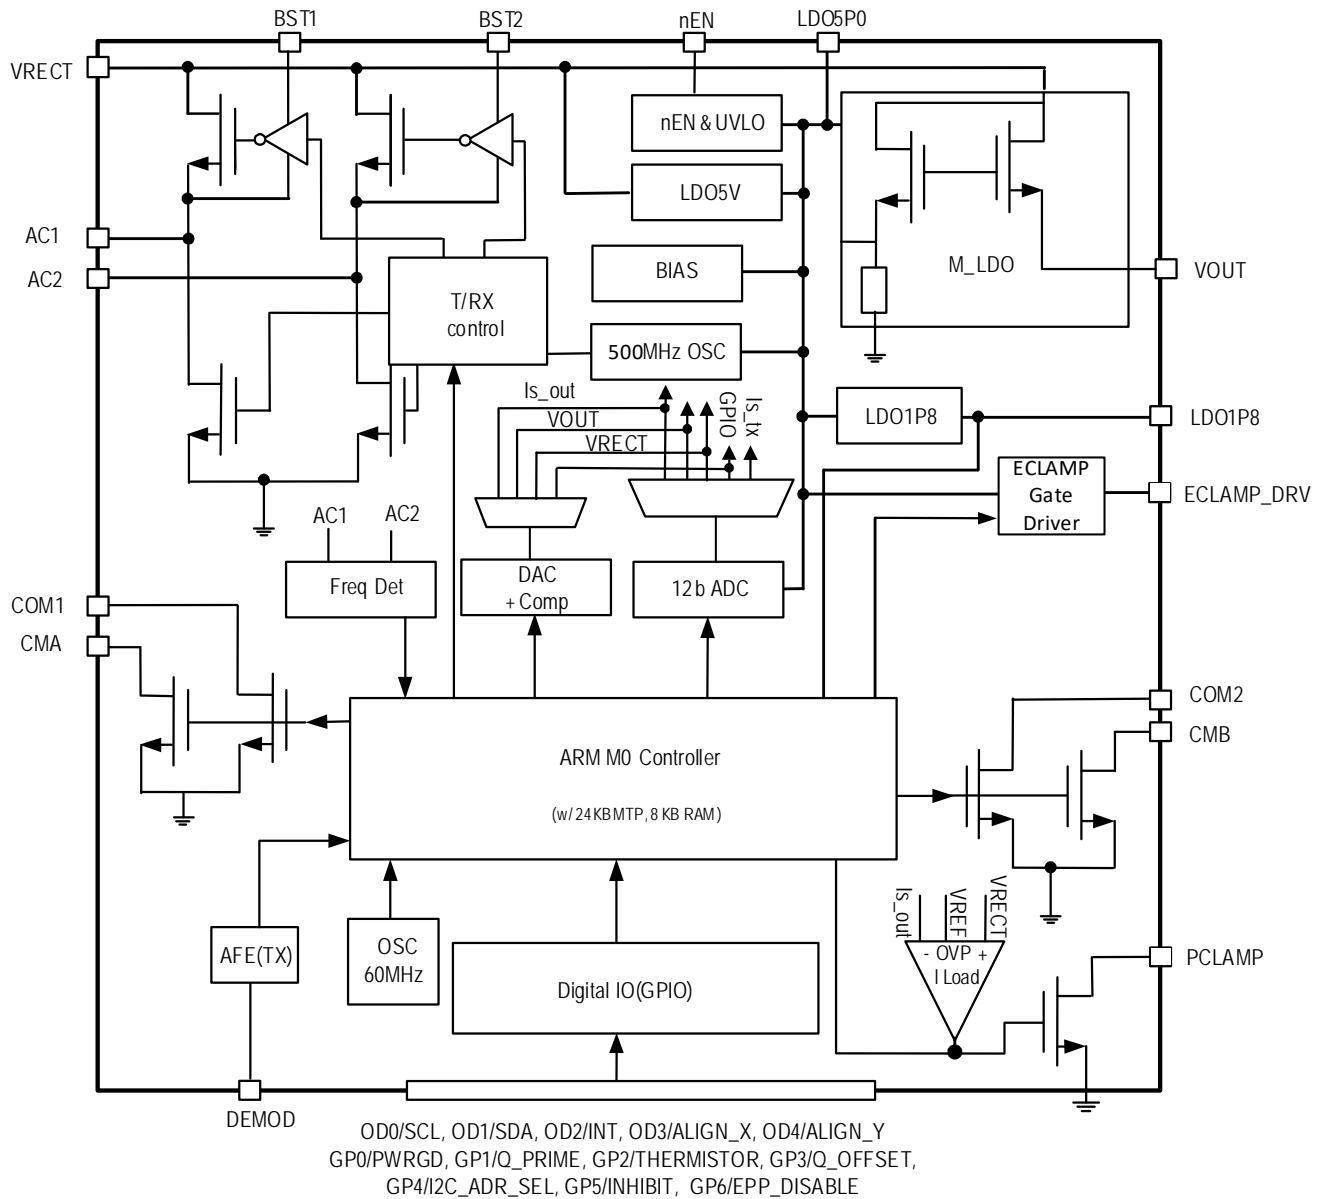 BST1
BST2
nEN
LDO5P0
VRECT
nEN & UVLO
LDO5V
AC1
AC2
BIAS
M_LDO
VOUT
T/RX
control
500MHz OSC
Is_out
VOUT
VRECT
GPIO
Is_tx
LDO1P8
LDO1P8
ECLAMP
Gate
Driver
ECLAMP_DRV
AC1
AC2
Freq Det
DAC
+ Comp
12b ADC
COM1
CMA
COM2
CMB
ARM M0 Controller
(w/ 24KB MTP, 8 KB RAM)
Is_out
VREF
VRECT
- OVP +
I Load
PCLAMP
AFE(TX)
OSC
60MHz
Digital IO(GPIO)
DEMOD
OD0/SCL, OD1/SDA, OD2/INT, OD3/ALIGN_X, OD4/ALIGN_Y
GP0/PWRGD, GP1/Q_PRIME, GP2/THERMISTOR, GP3/Q_OFFSET,
GP4/I2C_ADR_SEL, GP5/INHIBIT, GP6/EPP_DISABLE